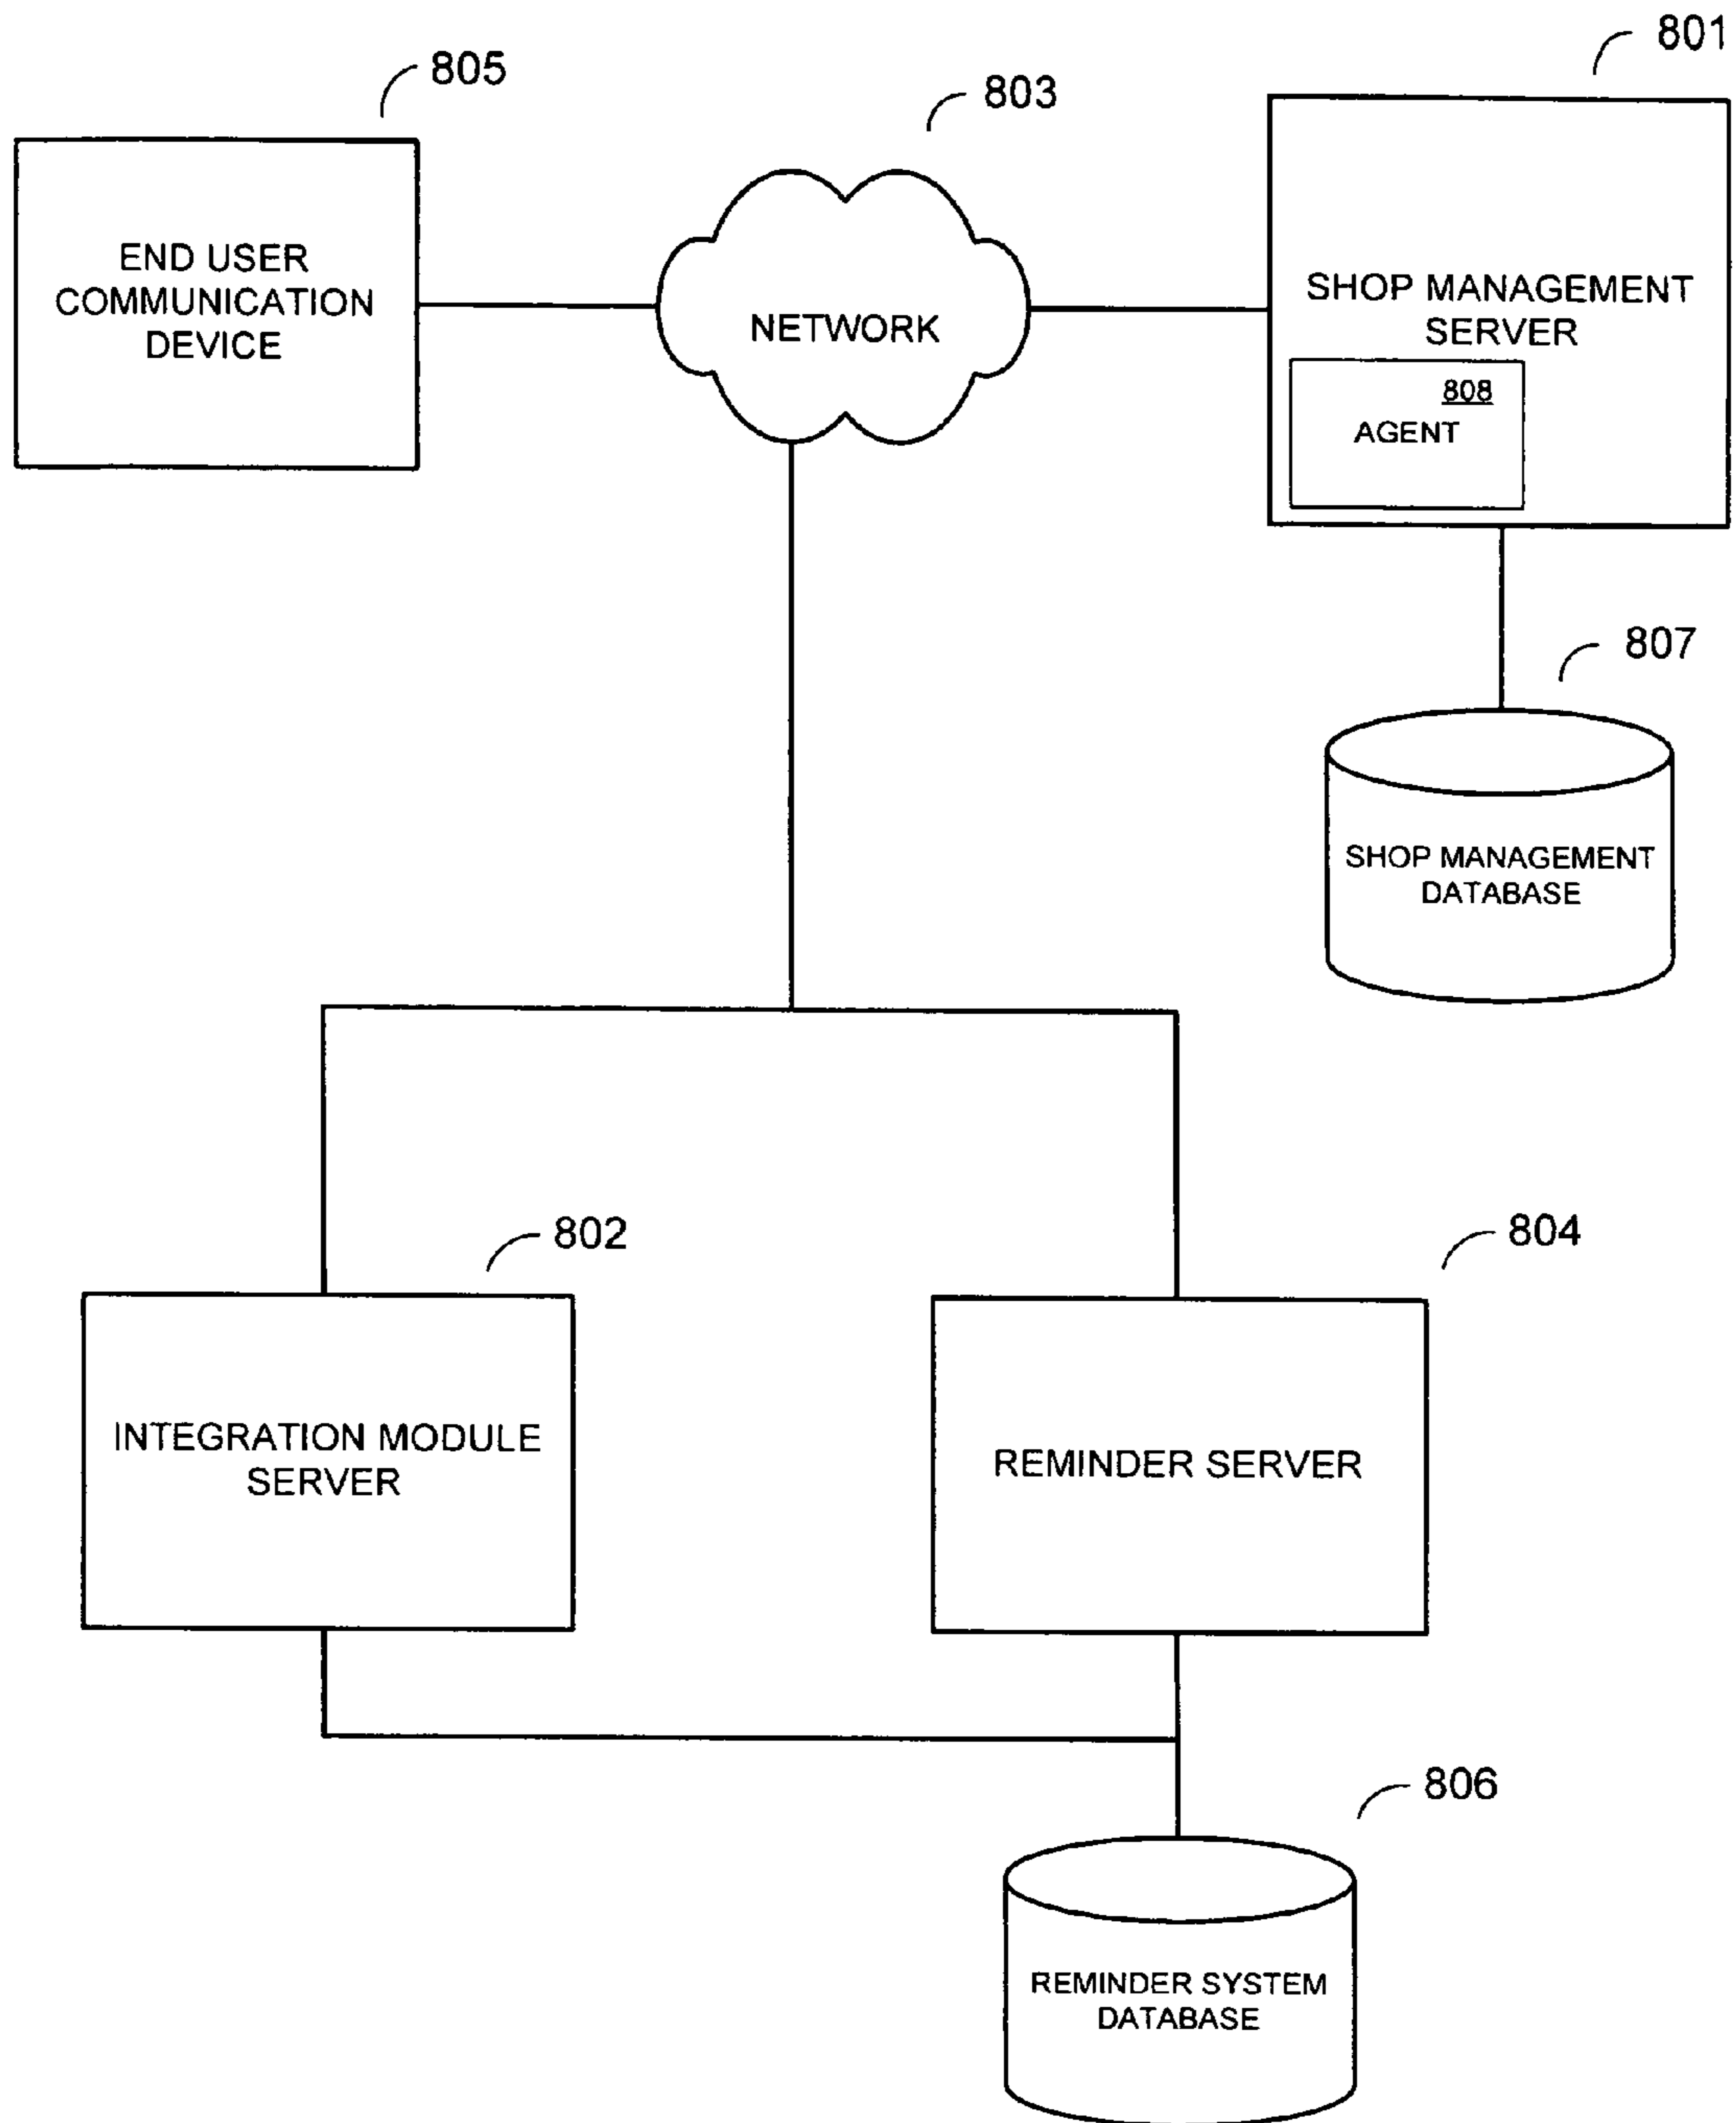 805
803
801
END USER
COMMUNICATION
DEVICE
NETWORK
SHOP MANAGEMENT
SERVER
808
AGENT
807
SHOP MANAGEMENT
DATABASE
802
804
INTEGRATION MODULE
SERVER
REMINDER SERVER
806
REMINDER SYSTEM
DATABASE